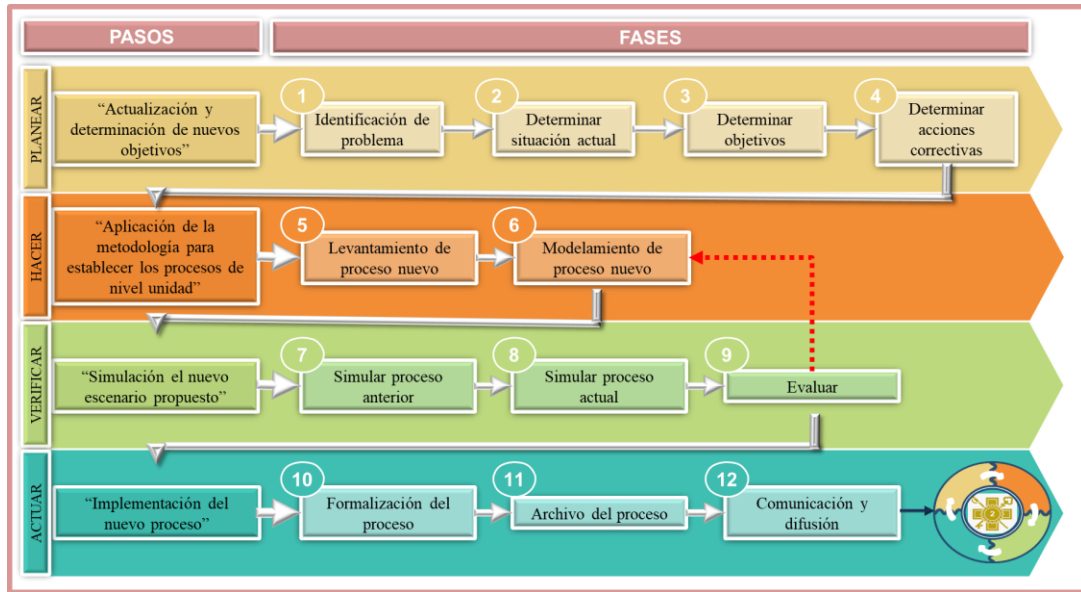 PASOS
FASES
PLANEAR
“Actualización y
determinación de nuevos
objetivos”
1
Identificación de
problema
2
Determinar
situación actual
3
Determinar
objetivos
4
Determinar
acciones
correctivas
HACER
“Aplicación de la
metodología para
establecer los procesos de
nivel unidad”
5
Levantamiento de
proceso nuevo
6
Modelamiento de
proceso nuevo
VERIFICAR
“Simulación el nuevo
escenario propuesto”
7
Simular proceso
anterior
8
Simular proceso
actual
9
Evaluar
ACTUAR
“Implementación del
nuevo proceso”
10
Formalización del
proceso
11
Archivo del proceso
12
Comunicación y
difusión